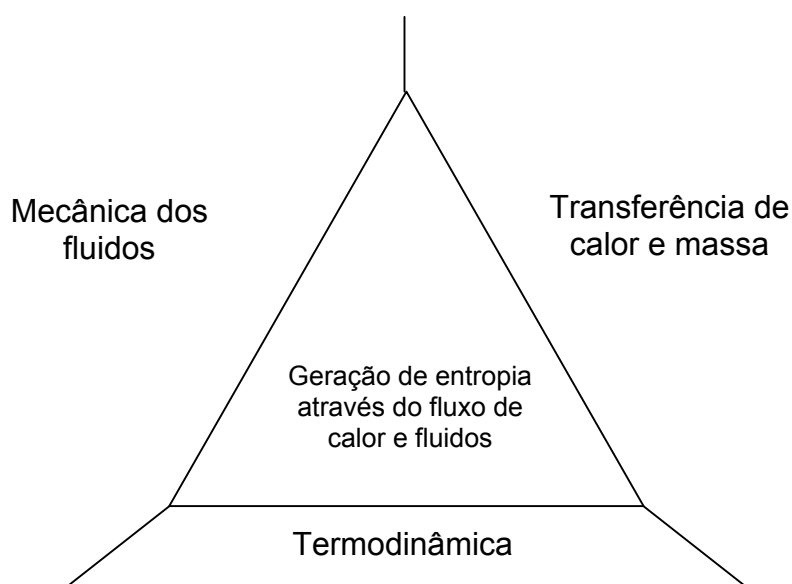 Mecânica dos
fluidos
Transferência de
calor e massa
Geração de entropia
através do fluxo de
calor e fluidos
Termodinâmica